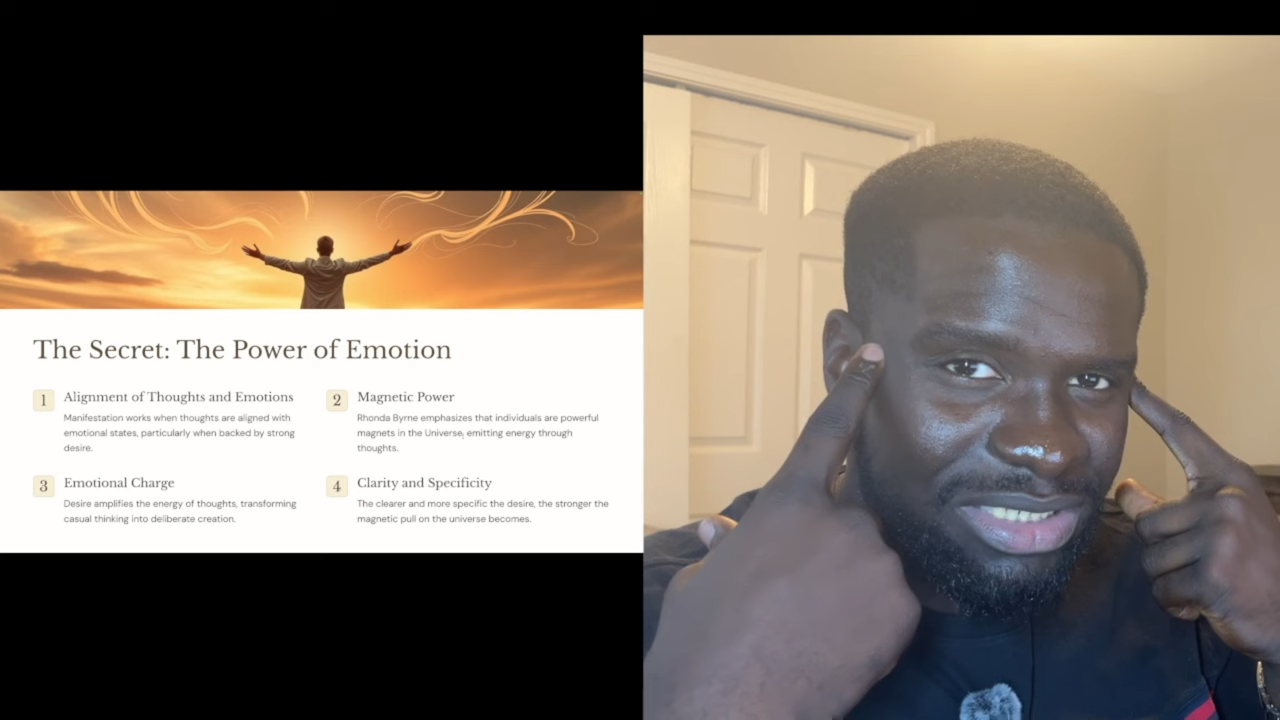 The Secret: The Power of Emotion
1 Alignment of Thoughts and Emotions
Manifestation works when thoughts are aligned with
emotional states, particularly when backed by strong
desire.
2 Magnetic Power
Rhonda Byrne emphasizes that individuals are powerful
magnets in the Universe, emitting energy through
thoughts.
3 Emotional Charge
Desire amplifies the energy of thoughts, transforming
casual thinking into deliberate creation.
4 Clarity and Specificity
The clearer and more specific the desire, the stronger the
magnetic pull on the universe becomes.